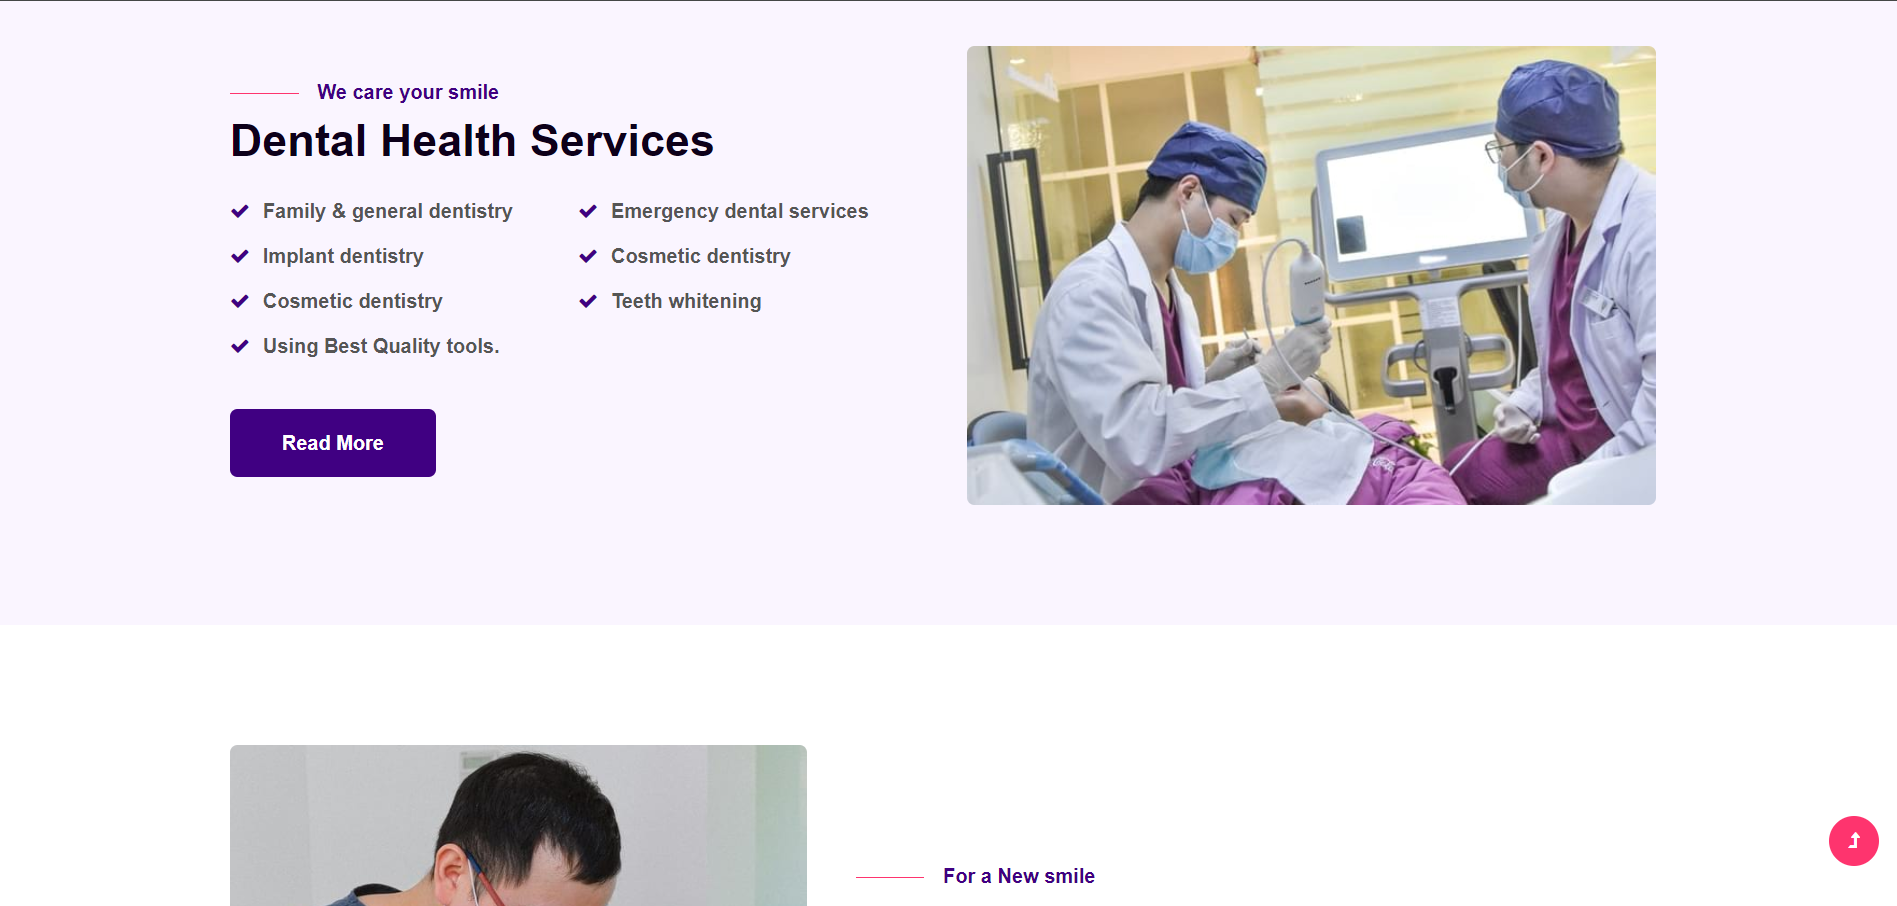 We care your smile
Dental Health Services
Family & general dentistry
Emergency dental services
Implant dentistry
Cosmetic dentistry
Cosmetic dentistry
Teeth whitening
Using Best Quality tools.
Read More
For a New smile